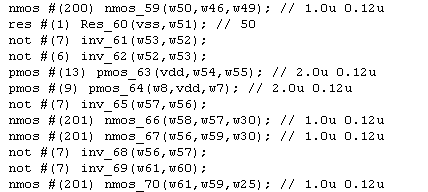 nmos #(200) nmos_59(w50,w46,w49); // 1.0u 0.12u
res #(1) Res_60(vss,w51); // 50
not #(7) inv_61(w53,w52);
not #(6) inv_62(w52,w53);
pmos #(13) pmos_63(vdd,w54,w55); // 2.0u 0.12u
pmos #(9) pmos_64(w8,vdd,w7); // 2.0u 0.12u
not #(7) inv_65(w57,w56);
nmos #(201) nmos_66(w58,w57,w30); // 1.0u 0.12u
nmos #(201) nmos_67(w56,w59,w30); // 1.0u 0.12u
not #(7) inv_68(w56,w57);
not #(7) inv_69(w61,w60);
nmos #(201) nmos_70(w61,w59,w25); // 1.0u 0.12u